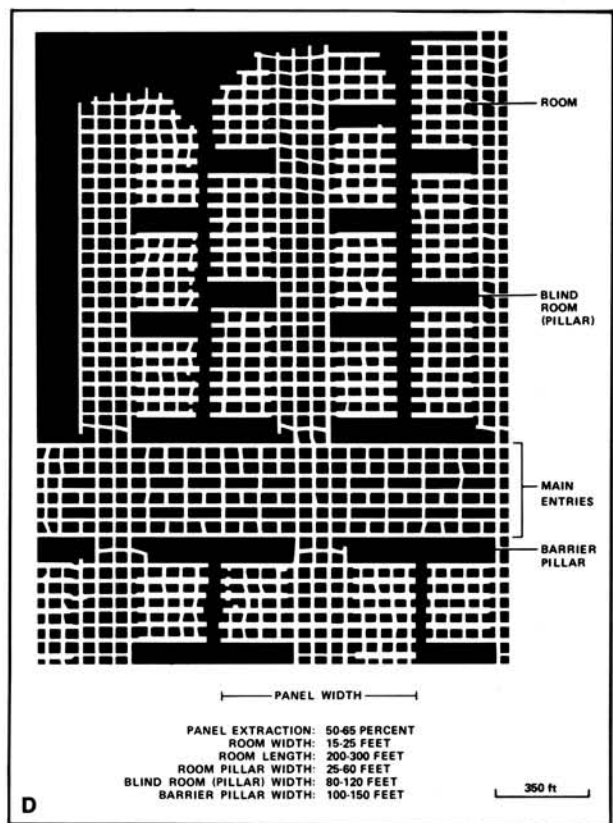 ROOM
BLIND
ROOM
(PILLAR)
MAIN
ENTRIES
BARRIER
PILLAR
PANEL WIDTH
PANEL EXTRACTION: 50-65 PERCENT
ROOM WIDTH: 15-25 FEET
ROOM LENGTH: 200-300 FEET
ROOM PILLAR WIDTH: 25-60 FEET
BLIND ROOM (PILLAR) WIDTH: 80-120 FEET
BARRIER PILLAR WIDTH: 100-150 FEET
350 ft
D